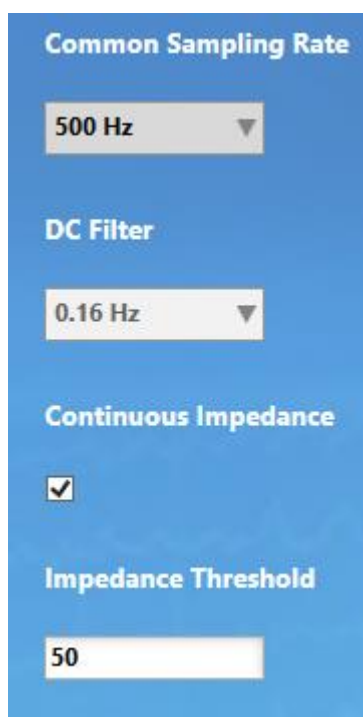 Common Sampling Rate
500 Hz
DC Filter
0.16 Hz
Continuous Impedance
Impedance Threshold
50